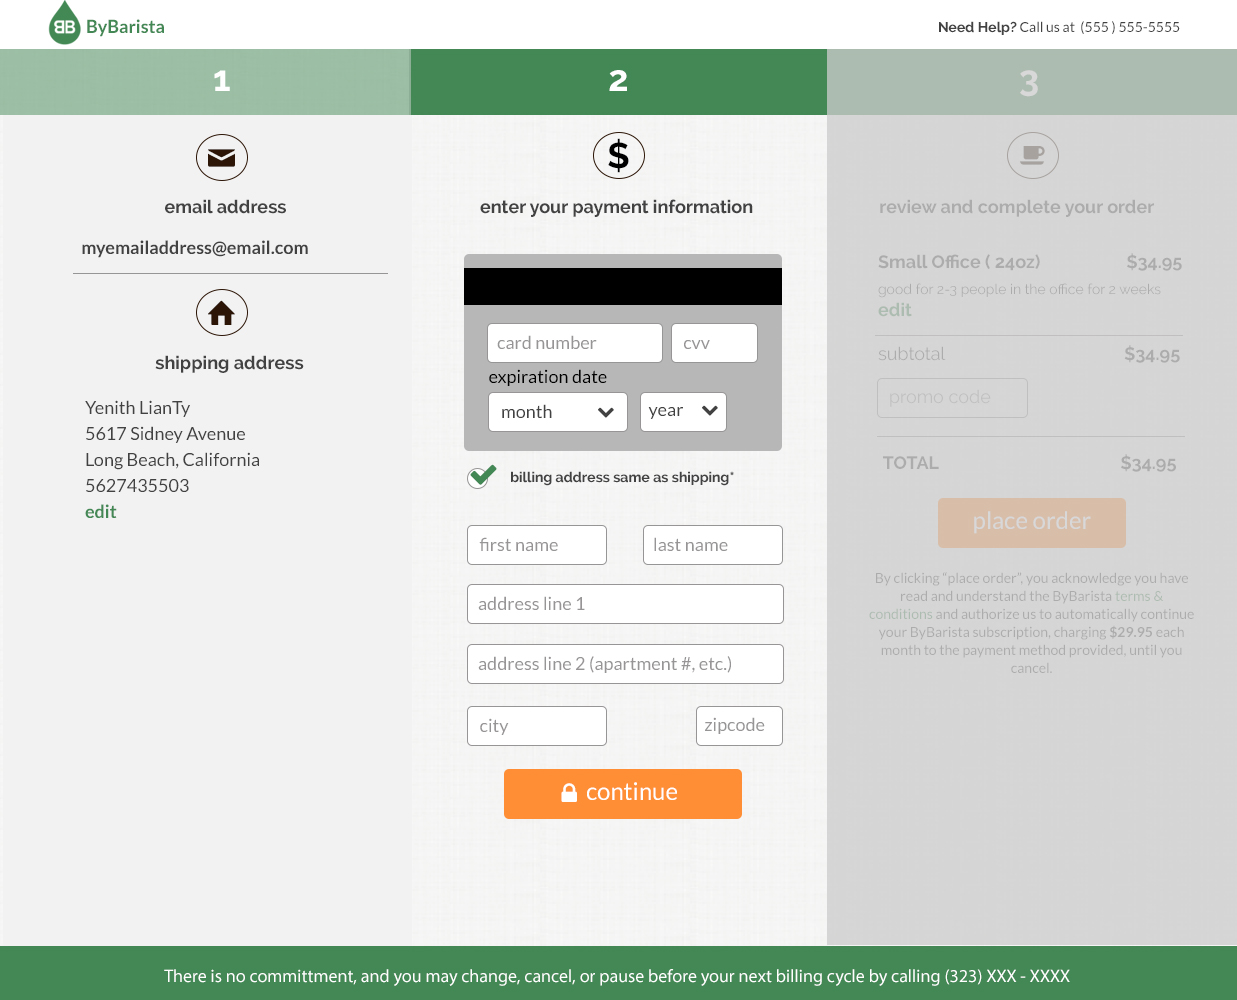 BB ByBarista
Need Help? Call us at (555 ) 555-5555
1
2
3
email address
myemailaddress@email.com
shipping address
Yenith LianTy
5617 Sidney Avenue
Long Beach, California
5627435503
edit
$
enter your payment information
card number cvv
expiration date
month year
billing address same as shipping*
first name last name
address line 1
address line 2 (apartment #, etc.)
city zipcode
continue
review and complete your order
Small Office ( 24oz) $34.95
good for 2-3 people in the office for 2 weeks
edit
subtotal $34.95
promo code
TOTAL $34.95
place order
By clicking “place order”, you acknowledge you have
read and understand the ByBarista terms &
conditions and authorize us to automatically continue
your ByBarista subscription, charging $29.95 each
month to the payment method provided, until you
cancel.
There is no committment, and you may change, cancel, or pause before your next billing cycle by calling (323) XXX - XXXX